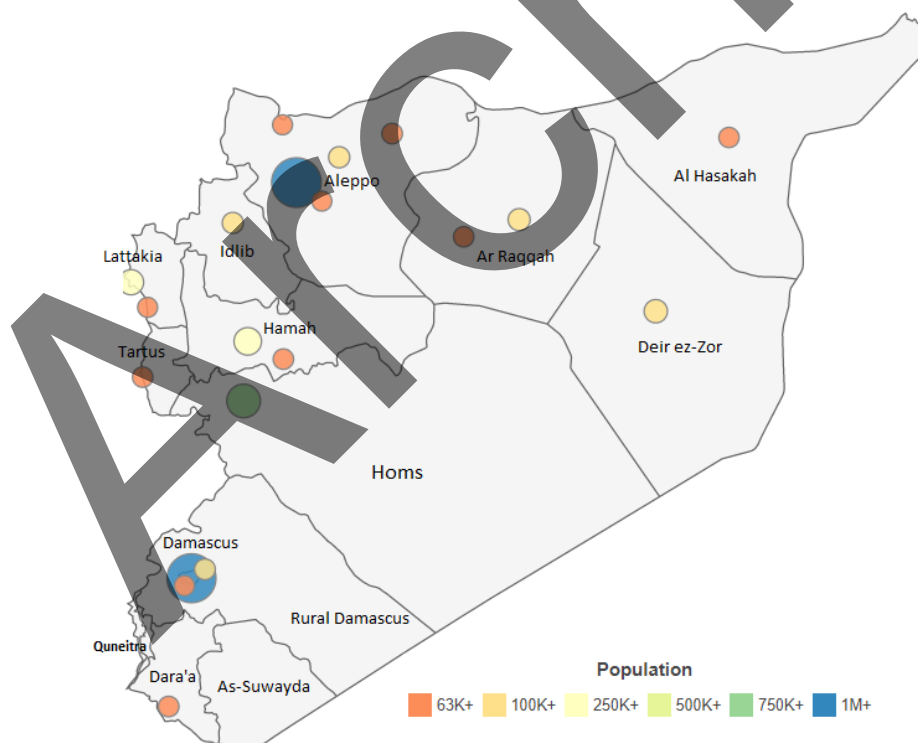 Aleppo
Al Hasakah
Idlib
Ar Raqqah
Lattakia
Hamah
Tartus
Deir ez-Zor
Homs
Damascus
Rural Damascus
Quneitra
Dara'a
As-Suwayda
Population
63K+ 100K+ 250K+ 500K+ 750K+ 1M+